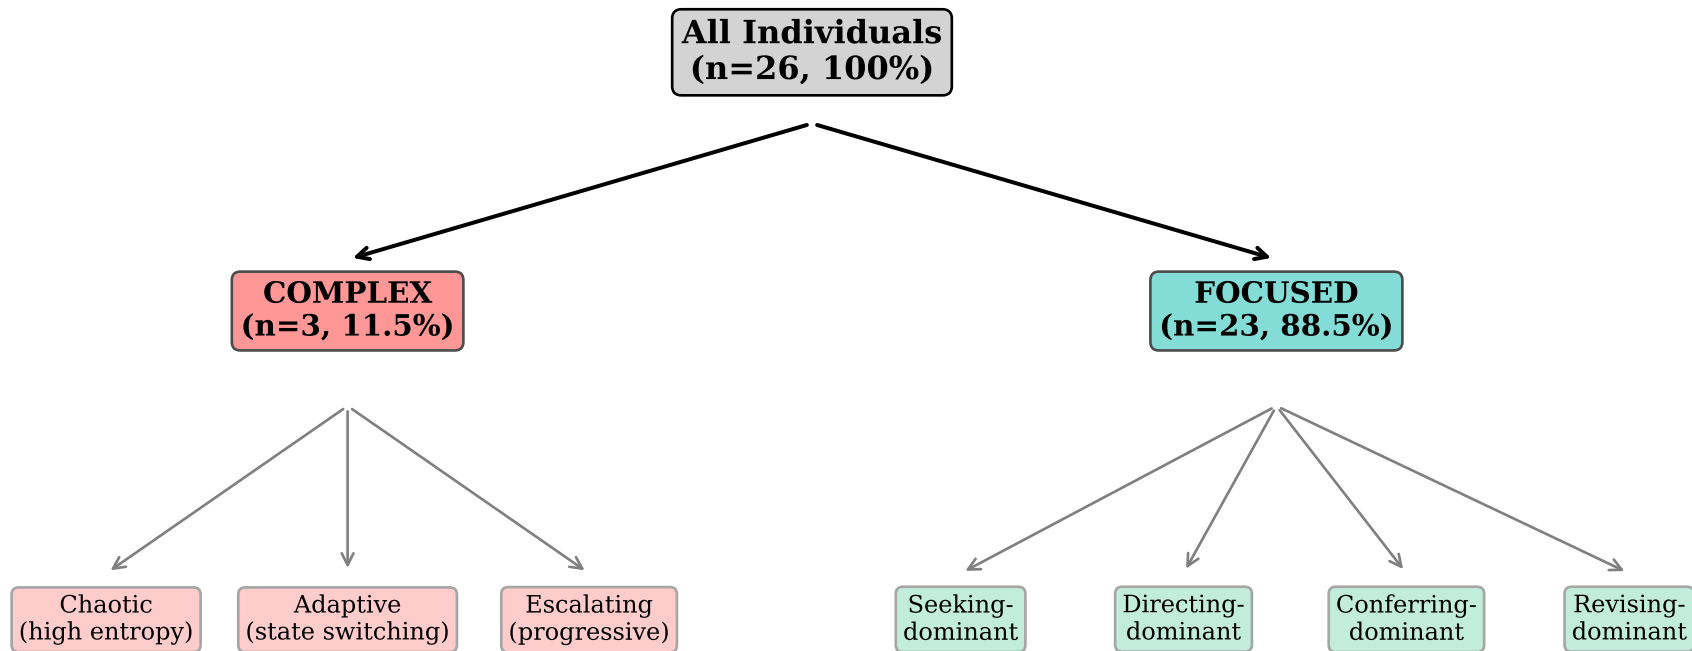 All Individuals
(n=26, 100%)
COMPLEX
(n=3, 11.5%)
FOCUSED
(n=23, 88.5%)
Chaotic
(high entropy)
Adaptive
(state switching)
Escalating
(progressive)
Seeking-
dominant
Directing-
dominant
Conferring-
dominant
Revising-
dominant